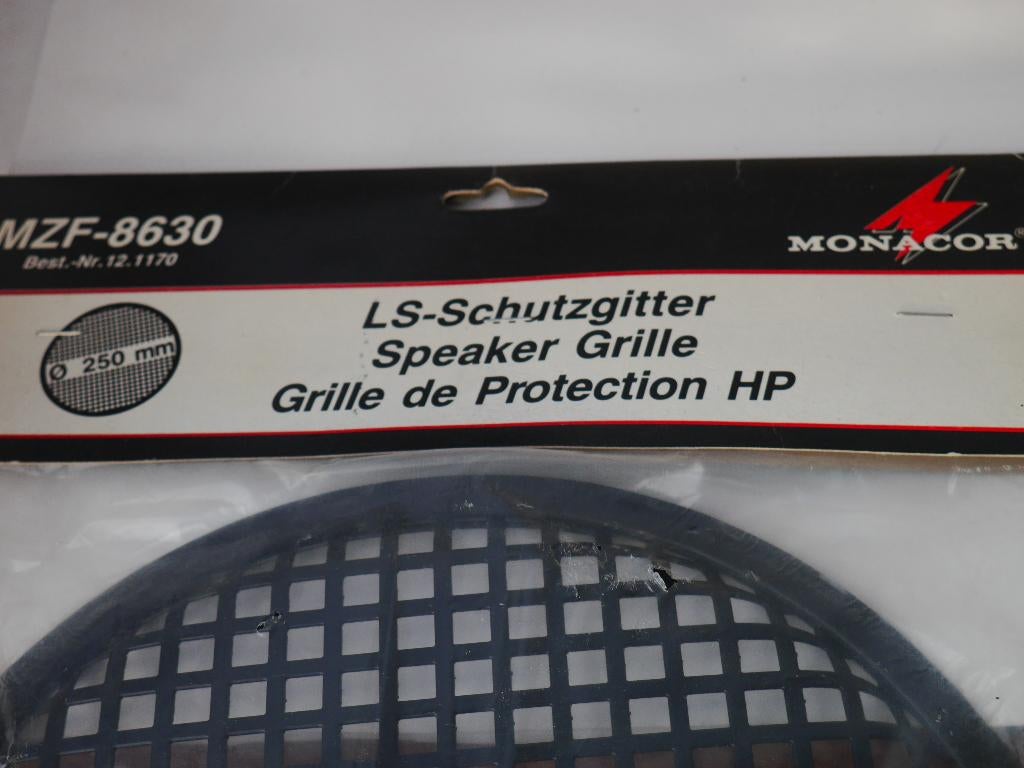 MZF-8630
Best.-Nr. 12.1170
MONACOR®
LS-Schutzgitter
Speaker Grille
Grille de Protection HP
Ø 250 mm